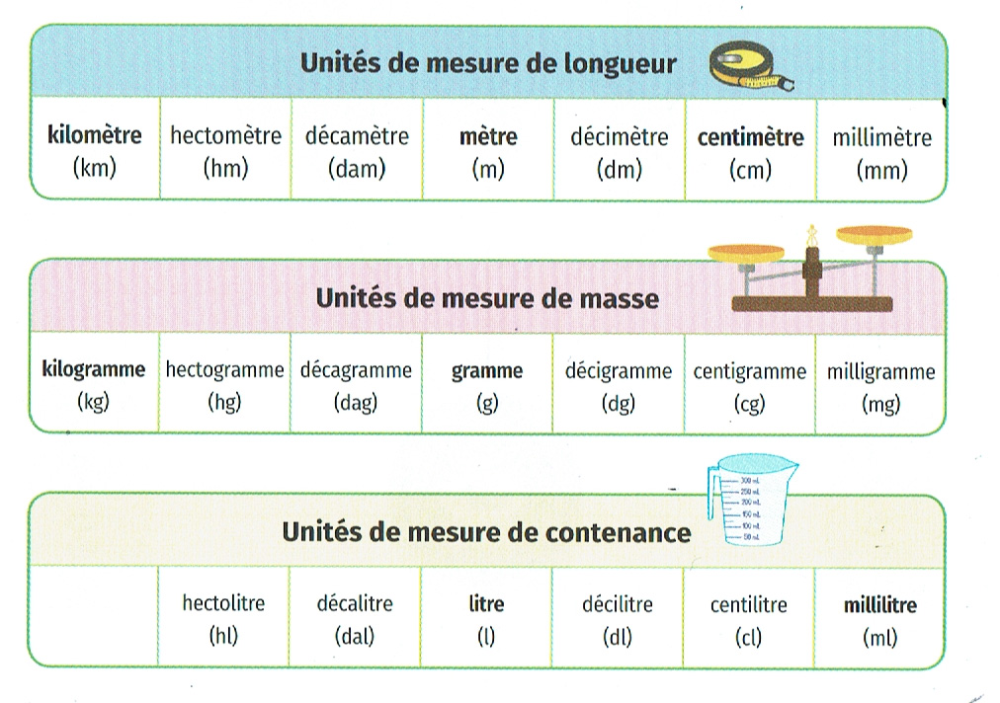 Unités de mesure de longueur
kilomètre hectomètre décamètre mètre décimètre centimètre millimètre
(km) (hm) (dam) (m) (dm) (cm) (mm)
Unités de mesure de masse
kilogramme hectogramme décagramme gramme décigramme centigramme milligramme
(kg) (hg) (dag) (g) (dg) (cg) (mg)
300 mL
250 mL
200 mL
150 mL
100 mL
50 mL
Unités de mesure de contenance
hectolitre décalitre litre décilitre centilitre millilitre
(hl) (dal) (l) (dl) (cl) (ml)